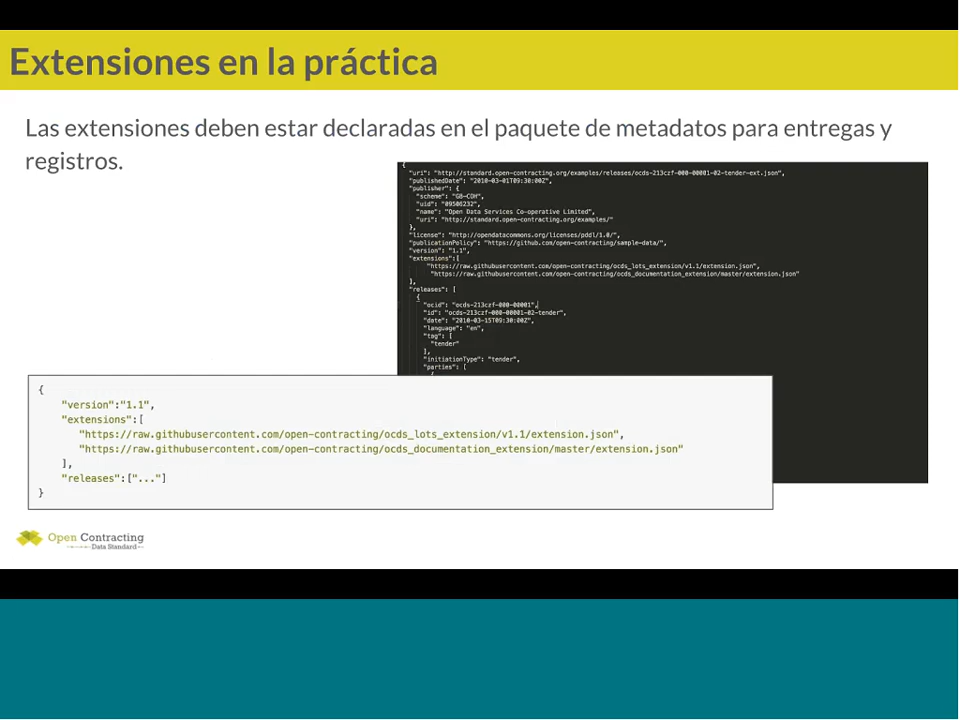 Extensiones en la práctica
Las extensiones deben estar declaradas en el paquete de metadatos para entregas y
registros.
{
"uri": "http://standard.open-contracting.org/examples/releases/ocds-213czf-000-00001-02-tender-ext.json",
"publishedDate": "2010-03-01T09:30:00Z",
"publisher": {
"scheme": "GB-COH",
"uid": "09506232",
"name": "Open Data Services Co-operative Limited",
"uri": "http://standard.open-contracting.org/examples/"
},
"license": "http://opendatacommons.org/licenses/pddl/1.0/",
"publicationPolicy": "https://github.com/open-contracting/sample-data/",
"version": "1.1",
"extensions":[
"https://raw.githubusercontent.com/open-contracting/ocds_lots_extension/v1.1/extension.json",
"https://raw.githubusercontent.com/open-contracting/ocds_documentation_extension/master/extension.json"
],
"releases": [
{
"ocid": "ocds-213czf-000-00001",
"id": "ocds-213czf-000-00001-02-tender",
"date": "2010-03-15T09:30:00Z",
"language": "en",
"tag": [
"tender"
],
"initiationType": "tender",
"parties": [
{
{
"version":"1.1",
"extensions":[
"https://raw.githubusercontent.com/open-contracting/ocds_lots_extension/v1.1/extension.json",
"https://raw.githubusercontent.com/open-contracting/ocds_documentation_extension/master/extension.json"
],
"releases":["..."]
}
Open Contracting
Data Standard